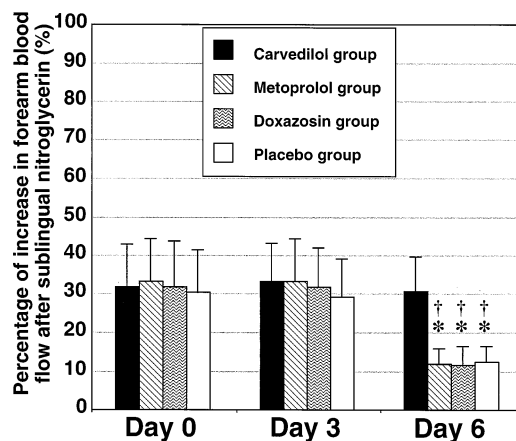 Percentage of increase in forearm blood
flow after sublingual nitroglycerin (%)
100
90
80
70
60
50
40
30
20
10
0
Carvedilol group
Metoprolol group
Doxazosin group
Placebo group
† † †
* * *
Day 0 Day 3 Day 6